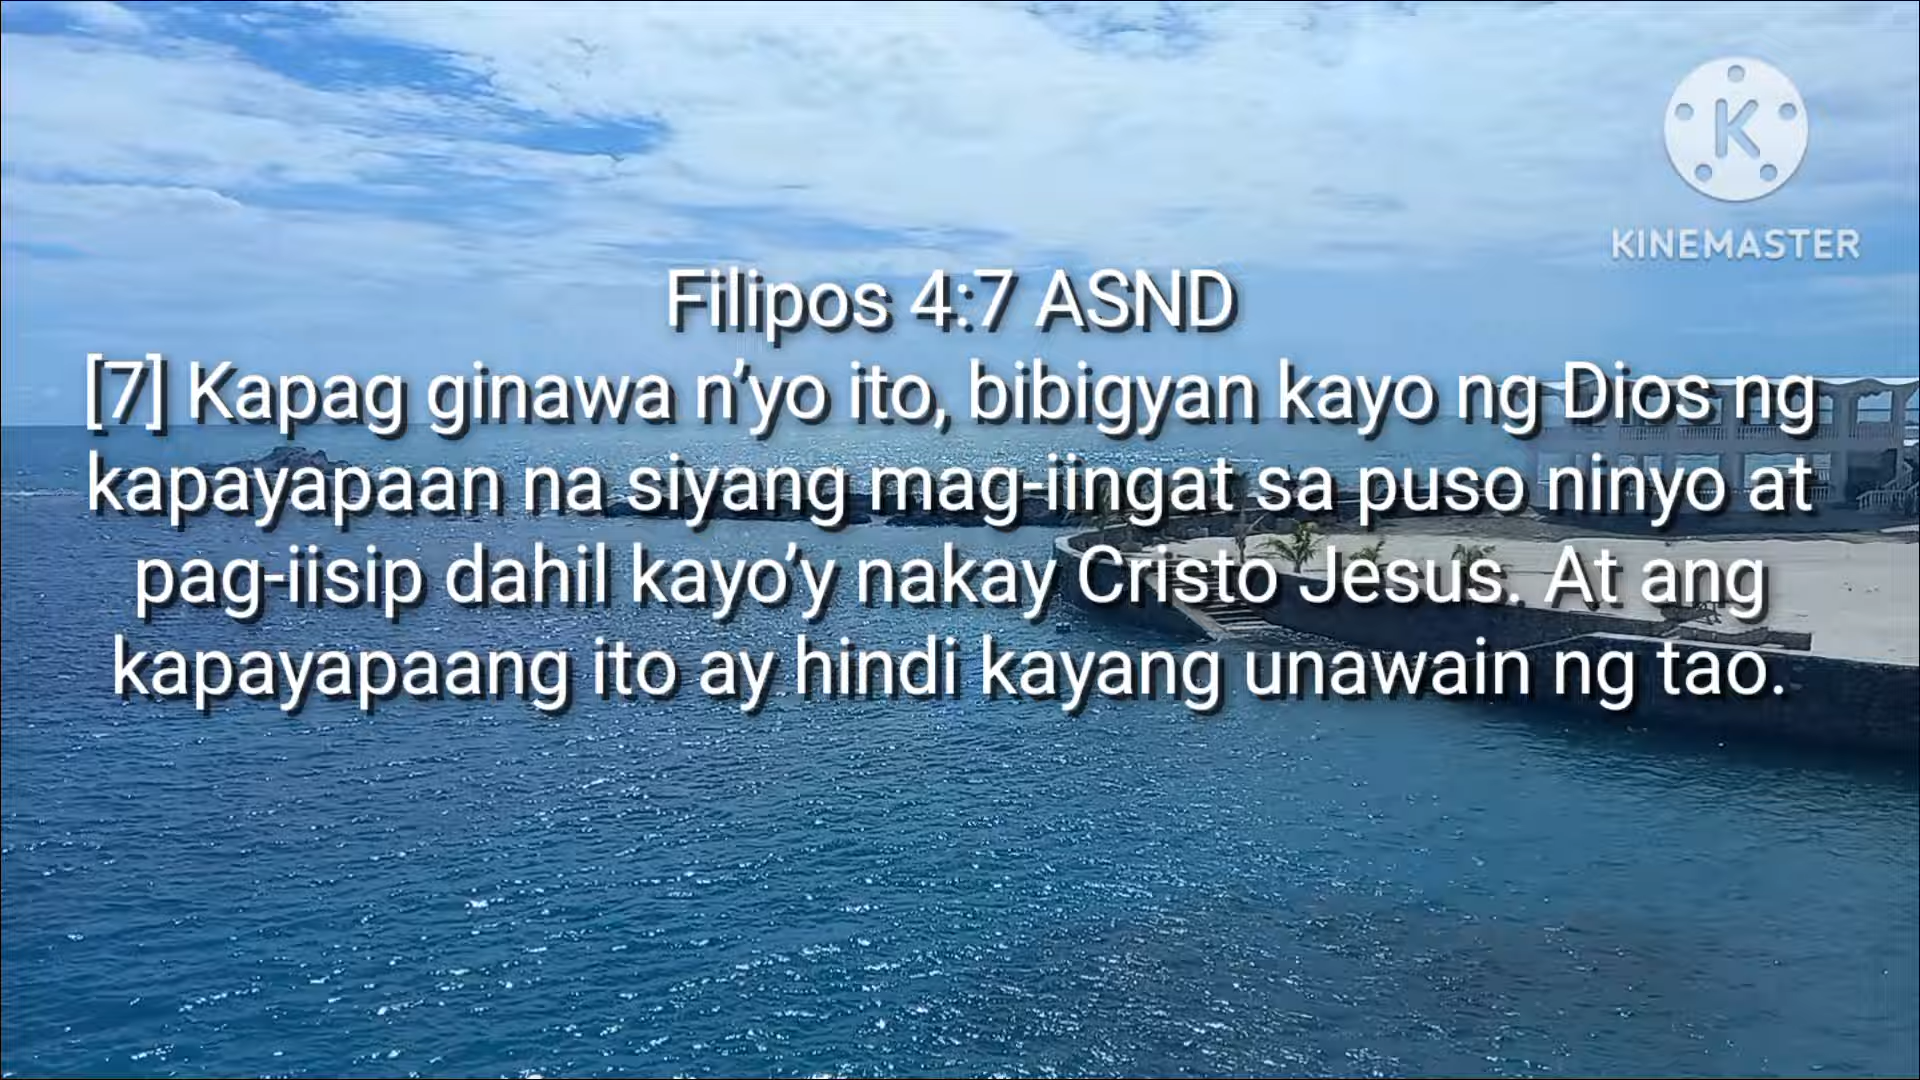 KINEMASTER
Filipos 4:7 ASND
[7] Kapag ginawa n’yo ito, bibigyan kayo ng Dios ng
kapayapaan na siyang mag-iingat sa puso ninyo at
pag-iisip dahil kayo’y nakay Cristo Jesus. At ang
kapayapaang ito ay hindi kayang unawain ng tao.